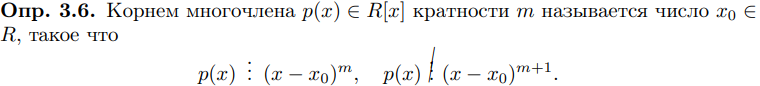 Опр. 3.6. Корнем многочлена p(x) ∈ R[x] кратности m называется число x₀ ∈
R, такое что
p(x) ⋮ (x − x₀)ᵐ, p(x) ⋮̸ (x − x₀)ᵐ⁺¹.